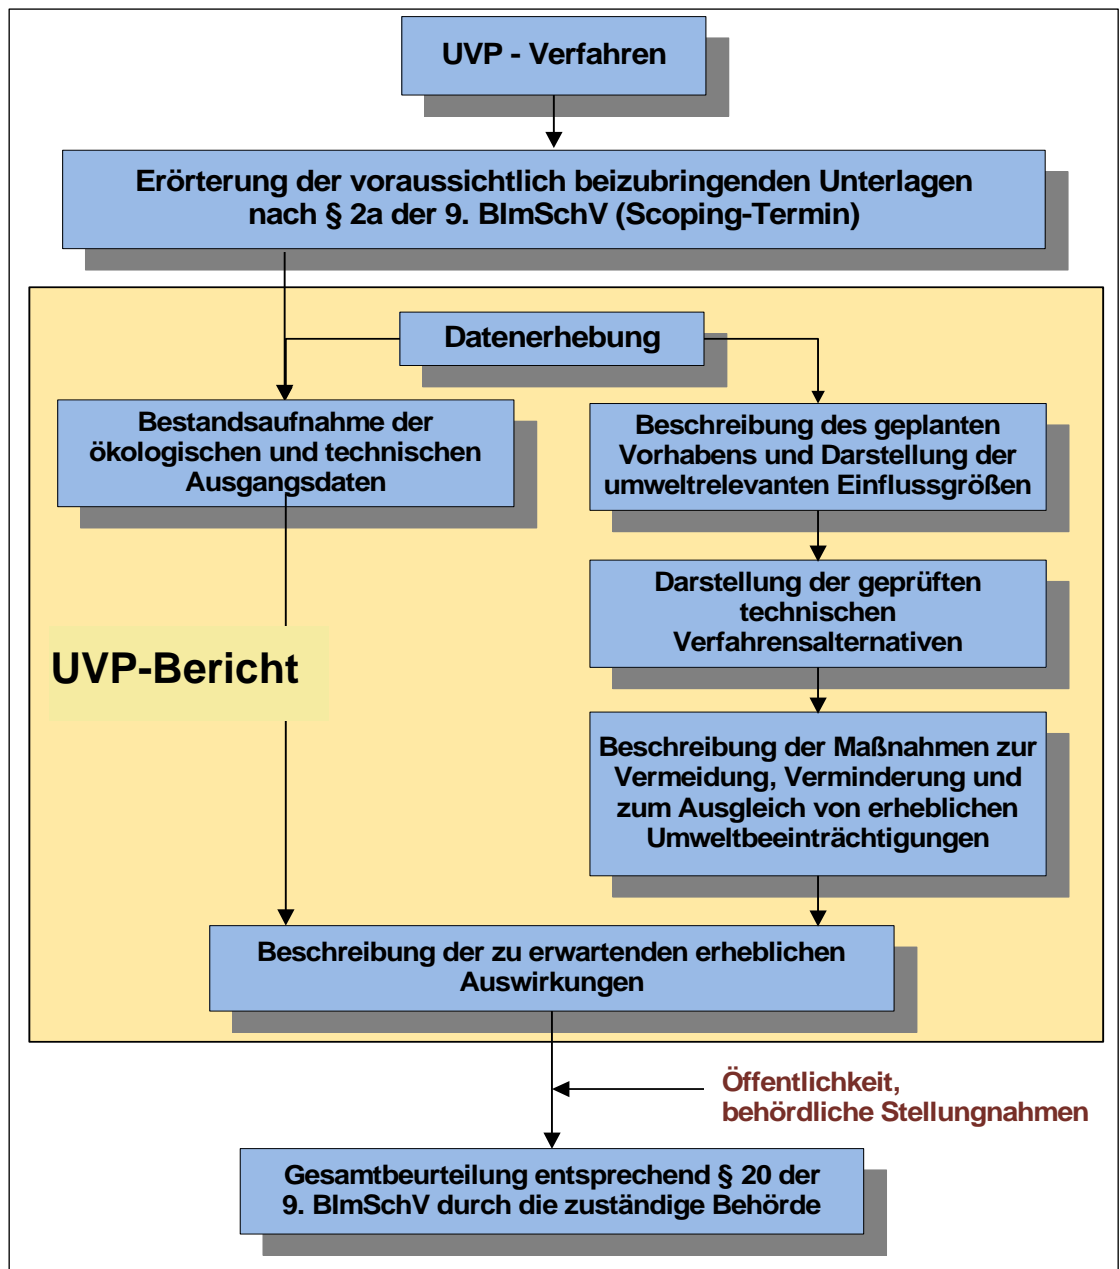 UVP - Verfahren
Erörterung der voraussichtlich beizubringenden Unterlagen
nach § 2a der 9. BImSchV (Scoping-Termin)
Datenerhebung
Bestandsaufnahme der
ökologischen und technischen
Ausgangsdaten
Beschreibung des geplanten
Vorhabens und Darstellung der
umweltrelevanten Einflussgrößen
Darstellung der geprüften
technischen
Verfahrensalternativen
UVP-Bericht
Beschreibung der Maßnahmen zur
Vermeidung, Verminderung und
zum Ausgleich von erheblichen
Umweltbeeinträchtigungen
Beschreibung der zu erwartenden erheblichen
Auswirkungen
Öffentlichkeit,
behördliche Stellungnahmen
Gesamtbeurteilung entsprechend § 20 der
9. BImSchV durch die zuständige Behörde